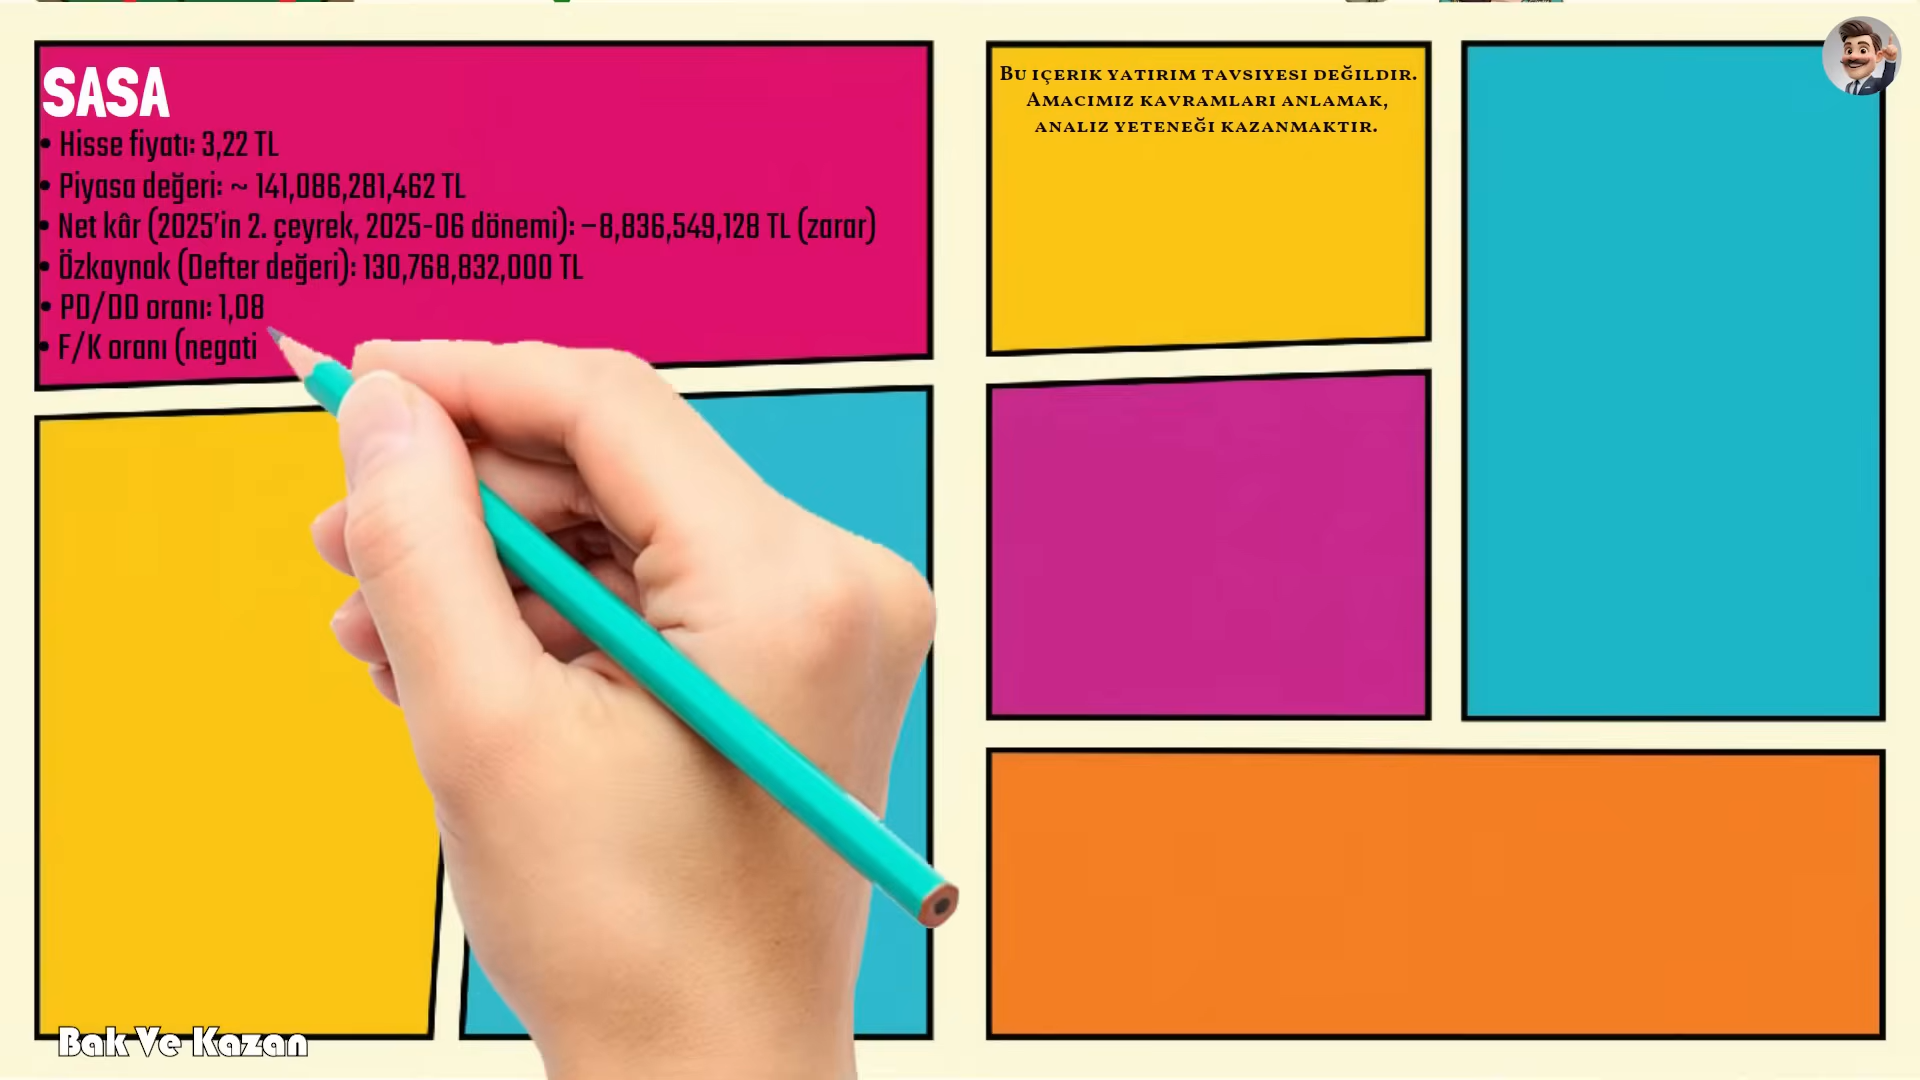 SASA
• Hisse fiyatı: 3,22 TL
• Piyasa değeri: ~ 141,086,281,462 TL
• Net kâr (2025’in 2. çeyrek, 2025-06 dönemi): −8,836,549,128 TL (zarar)
• Özkaynak (Defter değeri): 130,768,832,000 TL
• PD/DD oranı: 1,08
• F/K oranı (negati
Bu içerik yatırım tavsiyesi değildir.
Amacımız kavramları anlamak,
analiz yeteneği kazanmaktır.
Bak Ve Kazan